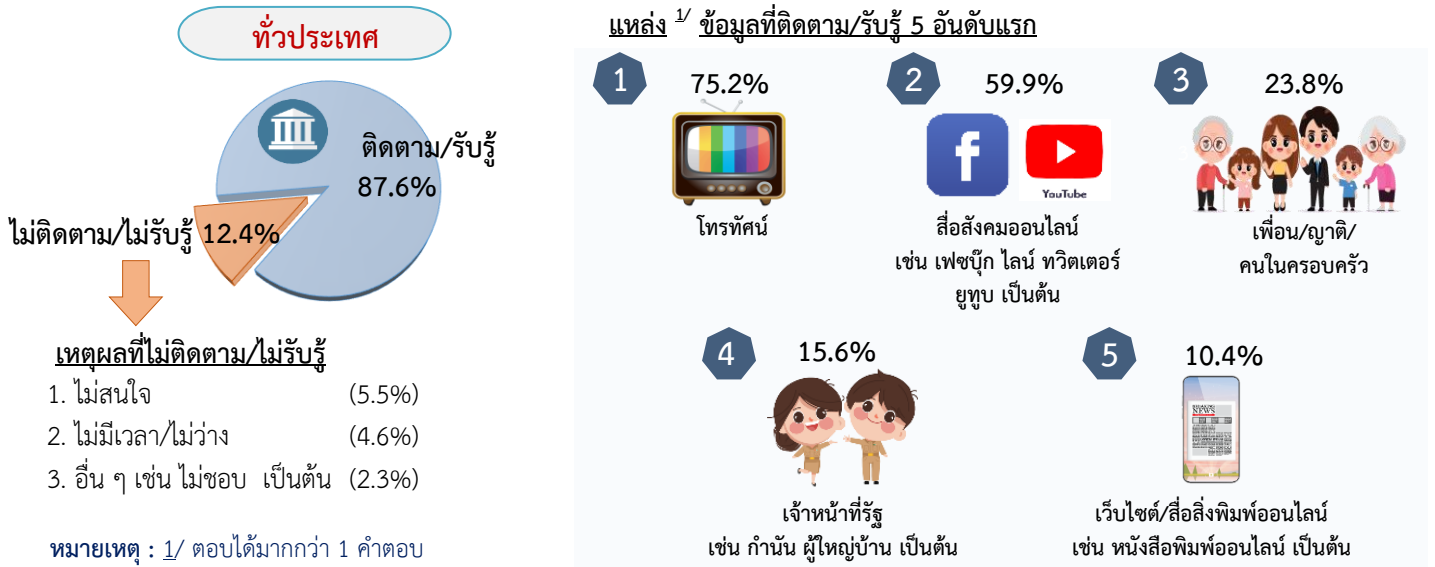 ทั่วประเทศ
ติดตาม/รับรู้
87.6%
ไม่ติดตาม/ไม่รับรู้ 12.4%
เหตุผลที่ไม่ติดตาม/ไม่รับรู้
1. ไม่สนใจ (5.5%)
2. ไม่มีเวลา/ไม่ว่าง (4.6%)
3. อื่น ๆ เช่น ไม่ชอบ เป็นต้น (2.3%)
หมายเหตุ : 1/ ตอบได้มากกว่า 1 คำตอบ
แหล่ง 1/ ข้อมูลที่ติดตาม/รับรู้ 5 อันดับแรก
1
75.2%
โทรทัศน์
2
59.9%
f
YouTube
สื่อสังคมออนไลน์
เช่น เฟซบุ๊ก ไลน์ ทวิตเตอร์
ยูทูบ เป็นต้น
3
23.8%
เพื่อน/ญาติ/
คนในครอบครัว
4
15.6%
เจ้าหน้าที่รัฐ
เช่น กำนัน ผู้ใหญ่บ้าน เป็นต้น
5
10.4%
BREAKING
NEWS
เว็บไซต์/สื่อสิ่งพิมพ์ออนไลน์
เช่น หนังสือพิมพ์ออนไลน์ เป็นต้น